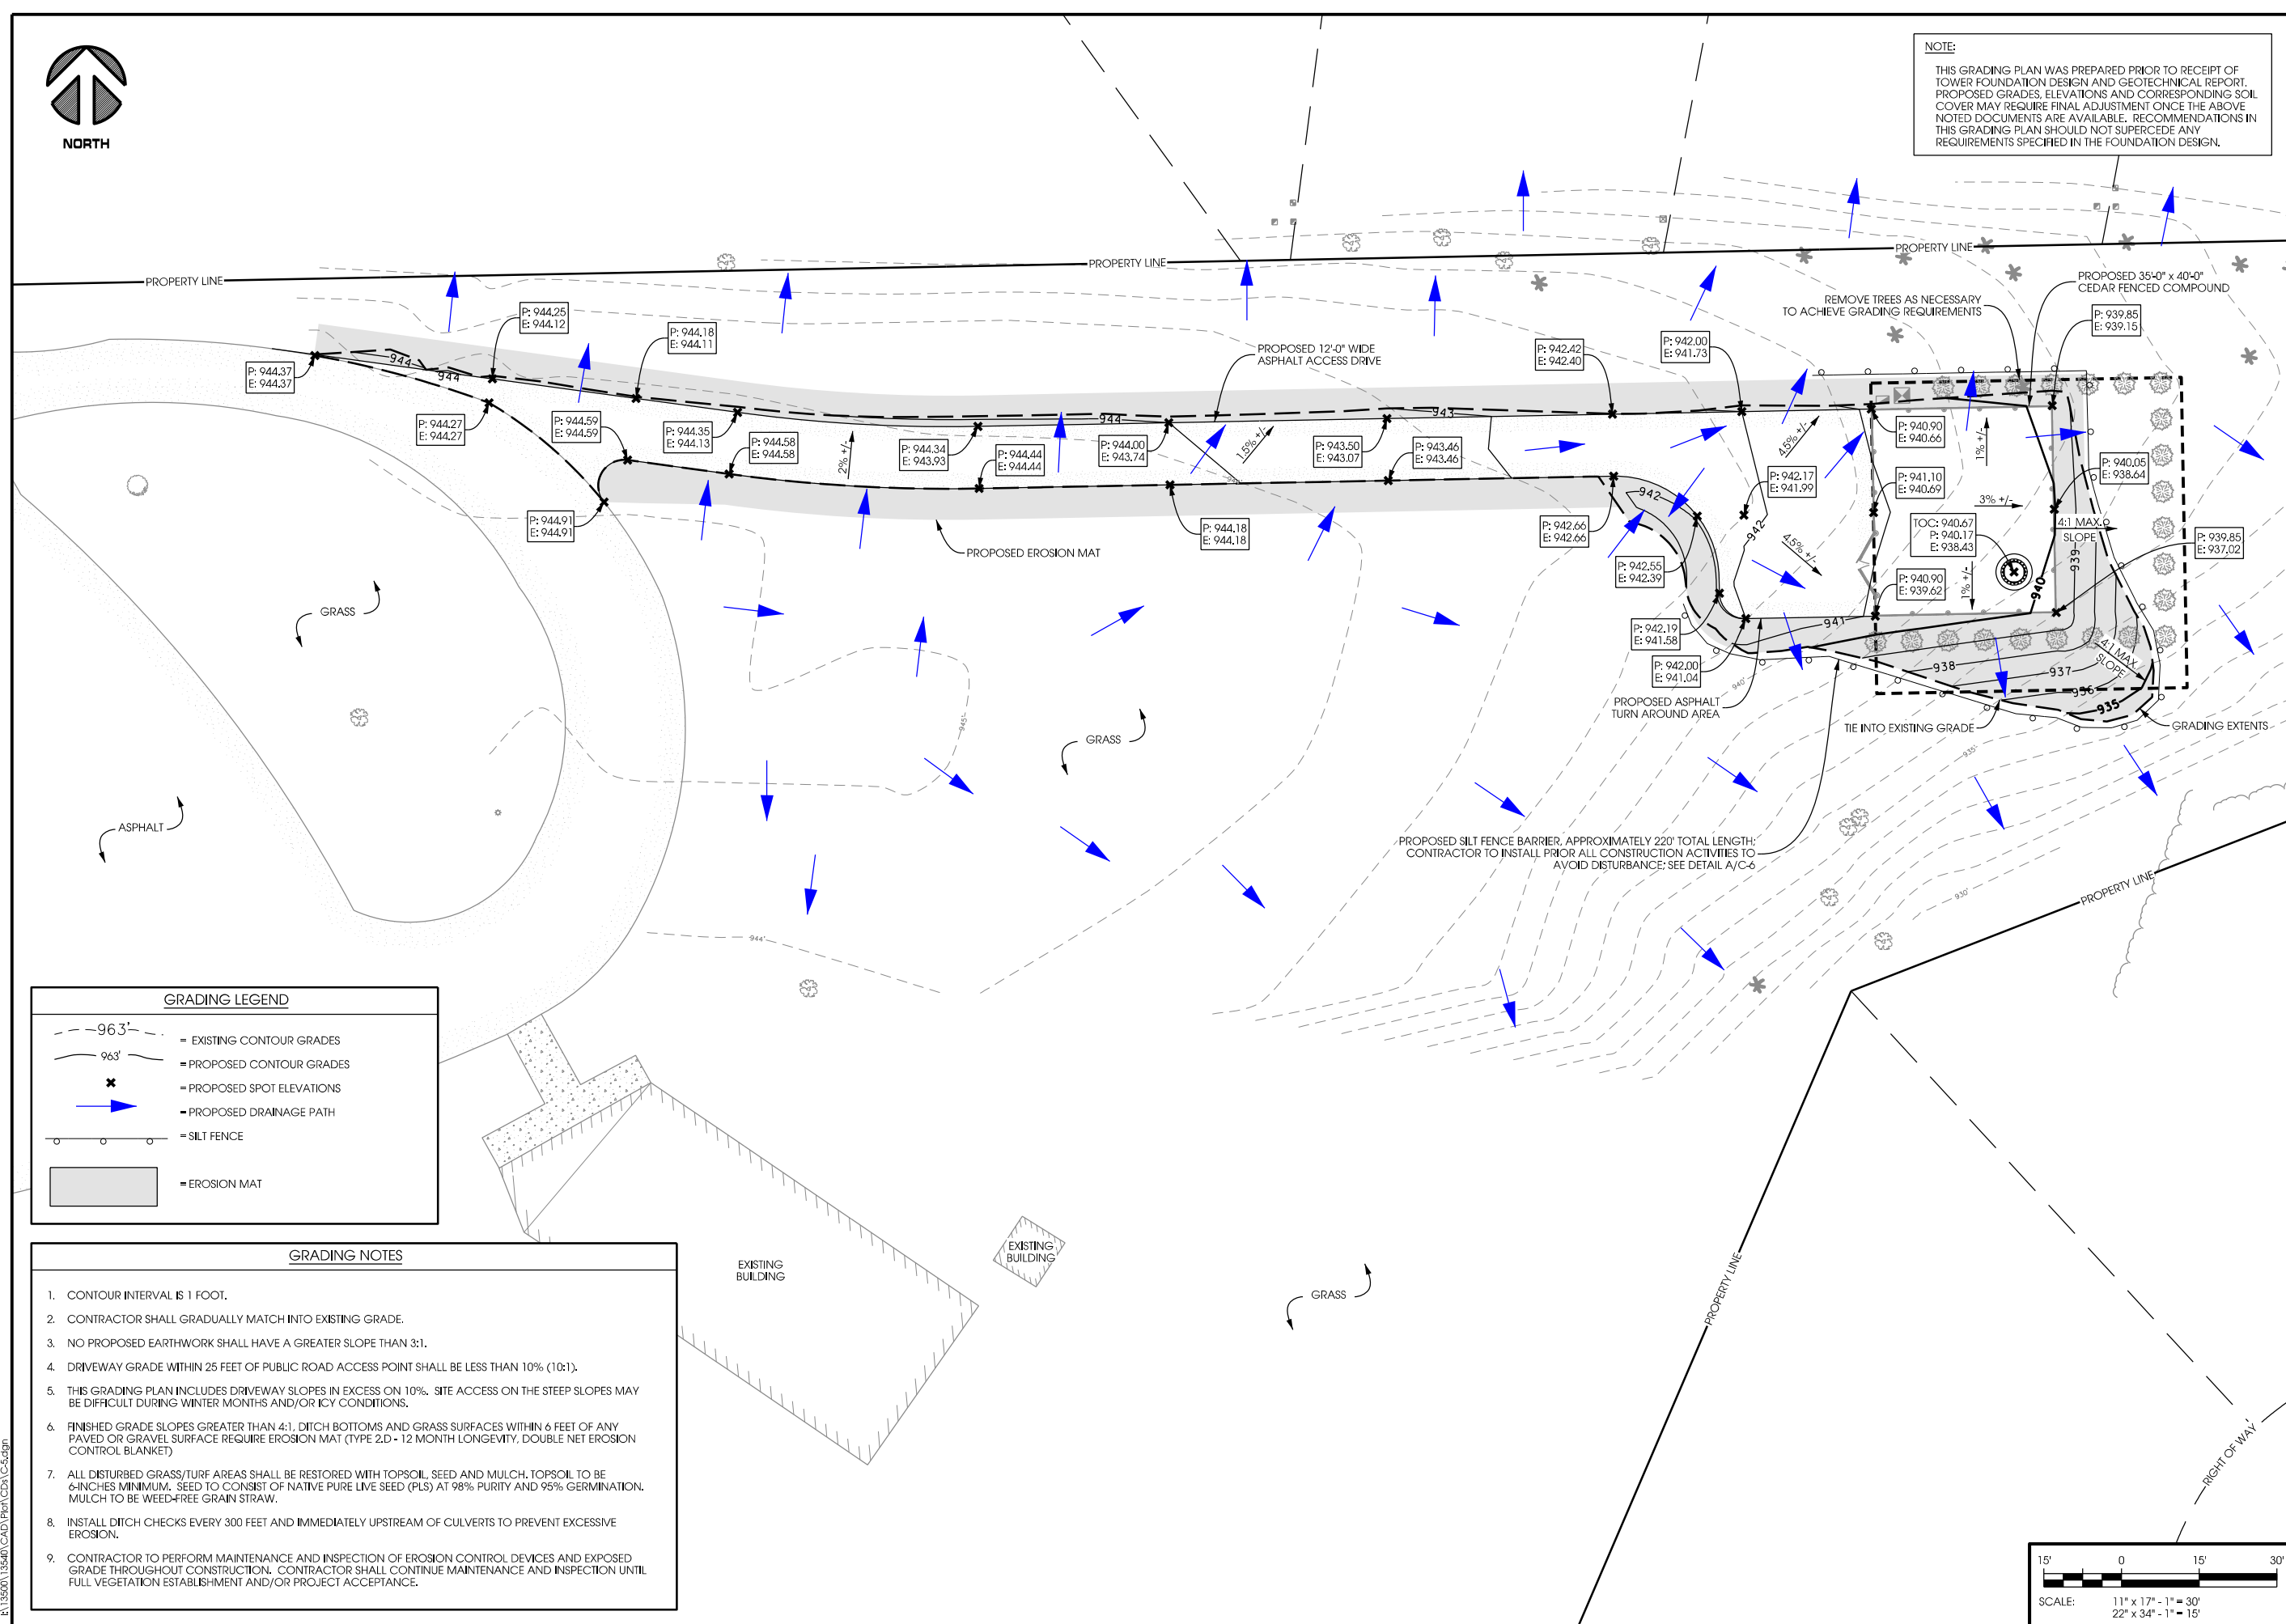 NORTH
NOTE:
THIS GRADING PLAN WAS PREPARED PRIOR TO RECEIPT OF
TOWER FOUNDATION DESIGN AND GEOTECHNICAL REPORT.
PROPOSED GRADES, ELEVATIONS AND CORRESPONDING SOIL
COVER MAY REQUIRE FINAL ADJUSTMENT ONCE THE ABOVE
NOTED DOCUMENTS ARE AVAILABLE. RECOMMENDATIONS IN
THIS GRADING PLAN SHOULD NOT SUPERCEDE ANY
REQUIREMENTS SPECIFIED IN THE FOUNDATION DESIGN.
PROPERTY LINE
PROPERTY LINE
PROPERTY LINE
PROPOSED 35'-0" x 40'-0"
CEDAR FENCED COMPOUND
REMOVE TREES AS NECESSARY
TO ACHIEVE GRADING REQUIREMENTS
P: 944.25
E: 944.12
P: 944.18
E: 944.11
P: 939.85
E: 939.15
PROPOSED 12'-0" WIDE
ASPHALT ACCESS DRIVE
P: 942.42
E: 942.40
P: 942.00
E: 941.73
P: 944.37
E: 944.37
944
944
P: 944.27
E: 944.27
P: 944.59
E: 944.59
P: 944.35
E: 944.13
P: 944.58
E: 944.58
2% +/-
P: 944.34
E: 943.93
P: 944.44
E: 944.44
944
P: 944.00
E: 943.74
1.5% +/-
P: 943.50
E: 943.07
943
P: 943.46
E: 943.46
4.5% +/-
P: 940.90
E: 940.66
1% +/-
P: 942.17
E: 941.99
P: 941.10
E: 940.69
P: 940.05
E: 938.64
3% +/-
P: 944.91
E: 944.91
PROPOSED EROSION MAT
P: 944.18
E: 944.18
P: 942.66
E: 942.66
942
942
4.5% +/-
TOC: 940.67
P: 940.17
E: 938.43
4:1 MAX.
SLOPE
939
P: 939.85
E: 937.02
P: 942.55
E: 942.39
P: 940.90
E: 939.62
1% +/-
940
GRASS
P: 942.19
E: 941.58
941
P: 942.00
E: 941.04
938
937
936
935
4:1 MAX.
SLOPE
940'
PROPOSED ASPHALT
TURN AROUND AREA
TIE INTO EXISTING GRADE
GRADING EXTENTS
GRASS
945'
935'
ASPHALT
PROPOSED SILT FENCE BARRIER, APPROXIMATELY 220' TOTAL LENGTH;
CONTRACTOR TO INSTALL PRIOR ALL CONSTRUCTION ACTIVITIES TO
AVOID DISTURBANCE; SEE DETAIL A/C-6
930'
PROPERTY LINE
944'
GRADING LEGEND
963' = EXISTING CONTOUR GRADES
963' = PROPOSED CONTOUR GRADES
= PROPOSED SPOT ELEVATIONS
= PROPOSED DRAINAGE PATH
= SILT FENCE
= EROSION MAT
EXISTING
BUILDING
EXISTING
BUILDING
GRASS
PROPERTY LINE
RIGHT OF WAY
GRADING NOTES
1. CONTOUR INTERVAL IS 1 FOOT.
2. CONTRACTOR SHALL GRADUALLY MATCH INTO EXISTING GRADE.
3. NO PROPOSED EARTHWORK SHALL HAVE A GREATER SLOPE THAN 3:1.
4. DRIVEWAY GRADE WITHIN 25 FEET OF PUBLIC ROAD ACCESS POINT SHALL BE LESS THAN 10% (10:1).
5. THIS GRADING PLAN INCLUDES DRIVEWAY SLOPES IN EXCESS ON 10%. SITE ACCESS ON THE STEEP SLOPES MAY
BE DIFFICULT DURING WINTER MONTHS AND/OR ICY CONDITIONS.
6. FINISHED GRADE SLOPES GREATER THAN 4:1, DITCH BOTTOMS AND GRASS SURFACES WITHIN 6 FEET OF ANY
PAVED OR GRAVEL SURFACE REQUIRE EROSION MAT (TYPE 2.D - 12 MONTH LONGEVITY, DOUBLE NET EROSION
CONTROL BLANKET)
7. ALL DISTURBED GRASS/TURF AREAS SHALL BE RESTORED WITH TOPSOIL, SEED AND MULCH. TOPSOIL TO BE
6-INCHES MINIMUM. SEED TO CONSIST OF NATIVE PURE LIVE SEED (PLS) AT 98% PURITY AND 95% GERMINATION.
MULCH TO BE WEED-FREE GRAIN STRAW.
8. INSTALL DITCH CHECKS EVERY 300 FEET AND IMMEDIATELY UPSTREAM OF CULVERTS TO PREVENT EXCESSIVE
EROSION.
9. CONTRACTOR TO PERFORM MAINTENANCE AND INSPECTION OF EROSION CONTROL DEVICES AND EXPOSED
GRADE THROUGHOUT CONSTRUCTION. CONTRACTOR SHALL CONTINUE MAINTENANCE AND INSPECTION UNTIL
FULL VEGETATION ESTABLISHMENT AND/OR PROJECT ACCEPTANCE.
15' 0 15' 30'
SCALE: 11" x 17" - 1" = 30'
22" x 34" - 1" = 15'